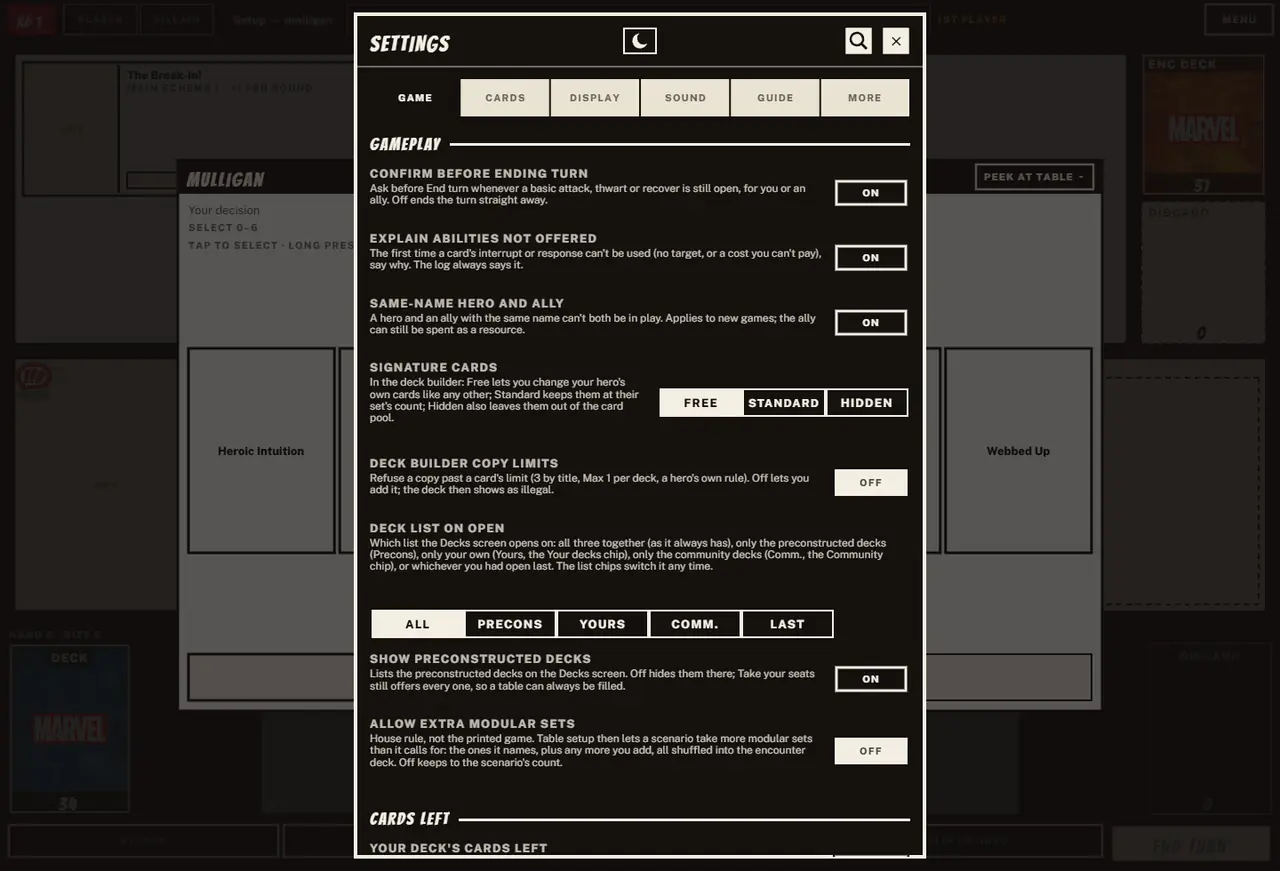 No 1
Setup — mulligan
1ST PLAYER
MENU
SETTINGS
×
GAME
CARDS
DISPLAY
SOUND
GUIDE
MORE
GAMEPLAY
CONFIRM BEFORE ENDING TURN
Ask before End turn whenever a basic attack, thwart or recover is still open, for you or an
ally. Off ends the turn straight away.
ON
EXPLAIN ABILITIES NOT OFFERED
The first time a card's interrupt or response can't be used (no target, or a cost you can't pay),
say why. The log always says it.
ON
SAME-NAME HERO AND ALLY
A hero and an ally with the same name can't both be in play. Applies to new games; the ally
can still be spent as a resource.
ON
SIGNATURE CARDS
In the deck builder: Free lets you change your hero's
own cards like any other; Standard keeps them at their
set's count; Hidden also leaves them out of the card
pool.
FREE
STANDARD
HIDDEN
DECK BUILDER COPY LIMITS
Refuse a copy past a card's limit (3 by title, Max 1 per deck, a hero's own rule). Off lets you
add it; the deck then shows as illegal.
OFF
DECK LIST ON OPEN
Which list the Decks screen opens on: all three together (as it always has), only the preconstructed decks
(Precons), only your own (Yours, the Your decks chip), only the community decks (Comm., the Community
chip), or whichever you had open last. The list chips switch it any time.
ALL
PRECONS
YOURS
COMM.
LAST
SHOW PRECONSTRUCTED DECKS
Lists the preconstructed decks on the Decks screen. Off hides them there; Take your seats
still offers every one, so a table can always be filled.
ON
ALLOW EXTRA MODULAR SETS
House rule, not the printed game. Table setup then lets a scenario take more modular sets
than it calls for: the ones it names, plus any more you add, all shuffled into the encounter
deck. Off keeps to the scenario's count.
OFF
CARDS LEFT
YOUR DECK'S CARDS LEFT
The Break-In!
MULLIGAN
PEEK AT TABLE
Your decision
SELECT 0–6
TAP TO SELECT · LONG PRES
Heroic Intuition
Webbed Up
ENC DECK
MARVEL
57
DISCARD
0
DECK
MARVEL
34
END TURN